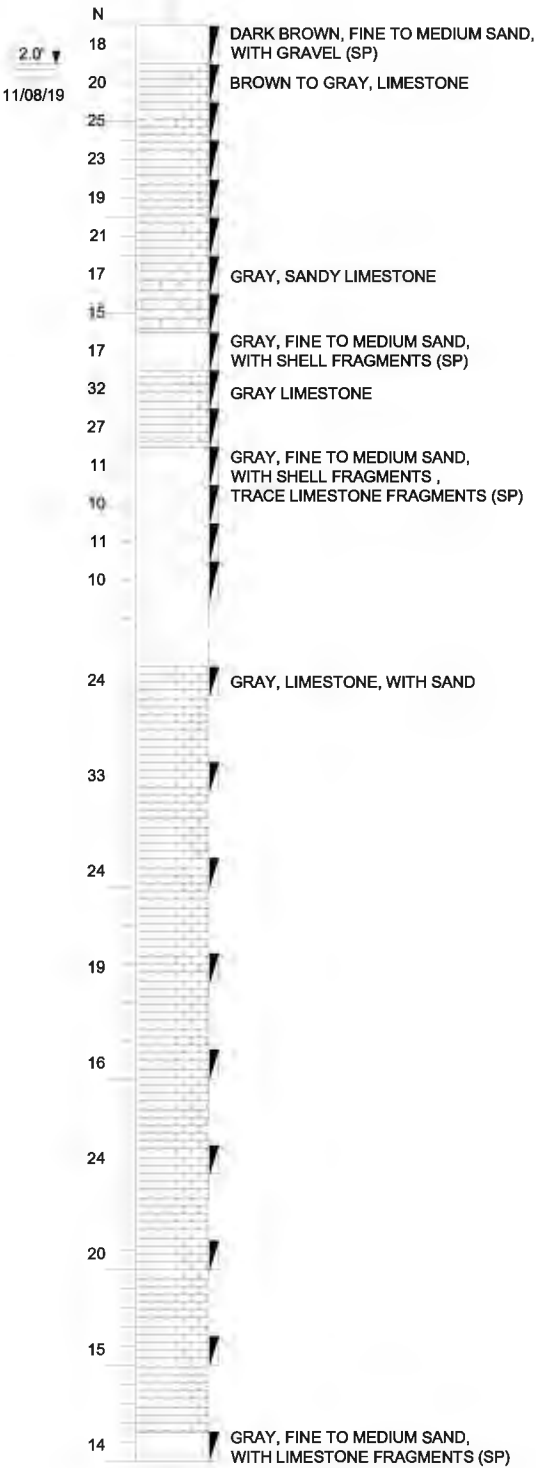 N
18
DARK BROWN, FINE TO MEDIUM SAND,
WITH GRAVEL (SP)
2.0'
20
BROWN TO GRAY, LIMESTONE
11/08/19
25
23
19
21
17
GRAY, SANDY LIMESTONE
15
17
GRAY, FINE TO MEDIUM SAND,
WITH SHELL FRAGMENTS (SP)
32
GRAY LIMESTONE
27
11
GRAY, FINE TO MEDIUM SAND,
WITH SHELL FRAGMENTS ,
TRACE LIMESTONE FRAGMENTS (SP)
10
11
10
24
GRAY, LIMESTONE, WITH SAND
33
24
19
16
24
20
15
14
GRAY, FINE TO MEDIUM SAND,
WITH LIMESTONE FRAGMENTS (SP)